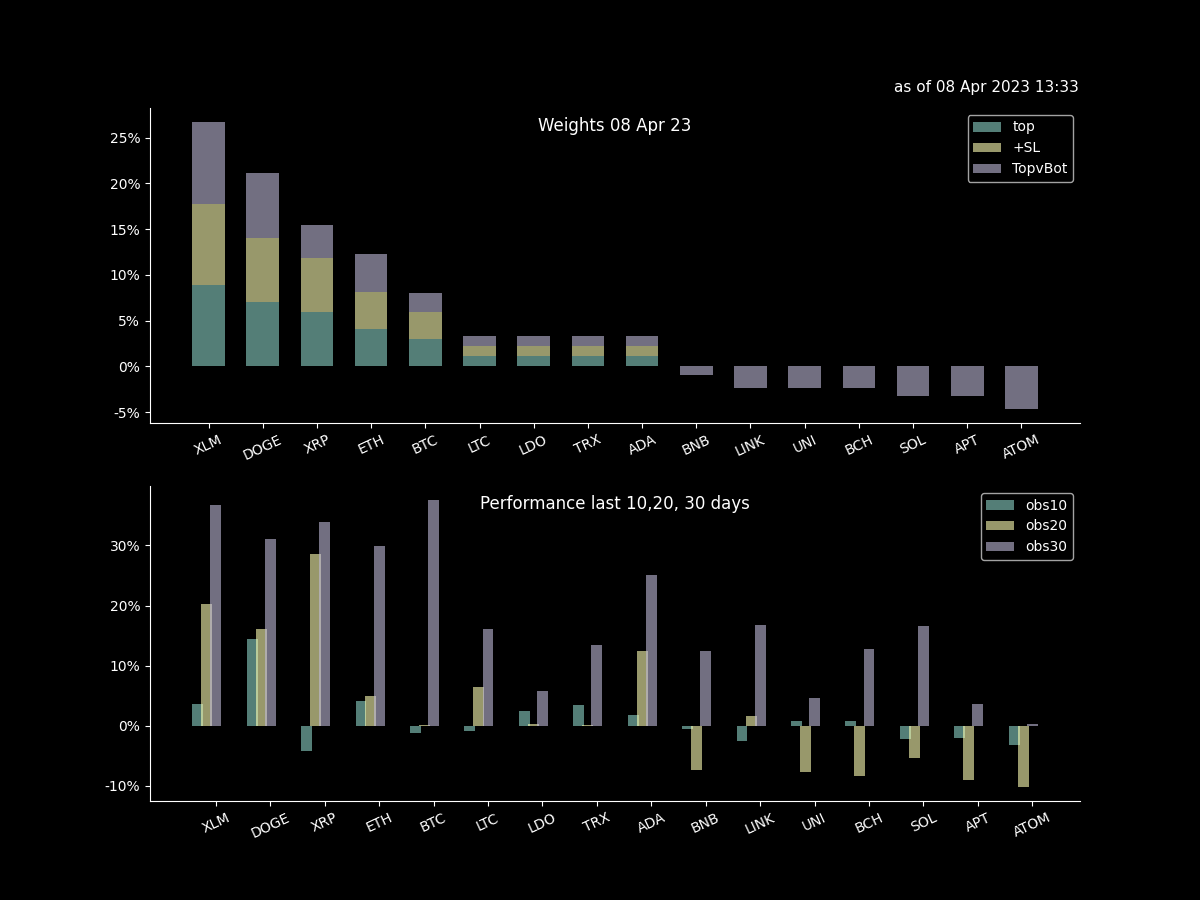 as of 08 Apr 2023 13:33
Weights 08 Apr 23
top
+SL
TopvBot
25%
20%
15%
10%
5%
0%
-5%
XLM DOGE XRP ETH BTC LTC LDO TRX ADA BNB LINK UNI BCH SOL APT ATOM
Performance last 10,20, 30 days
obs10
obs20
obs30
30%
20%
10%
0%
-10%
XLM DOGE XRP ETH BTC LTC LDO TRX ADA BNB LINK UNI BCH SOL APT ATOM